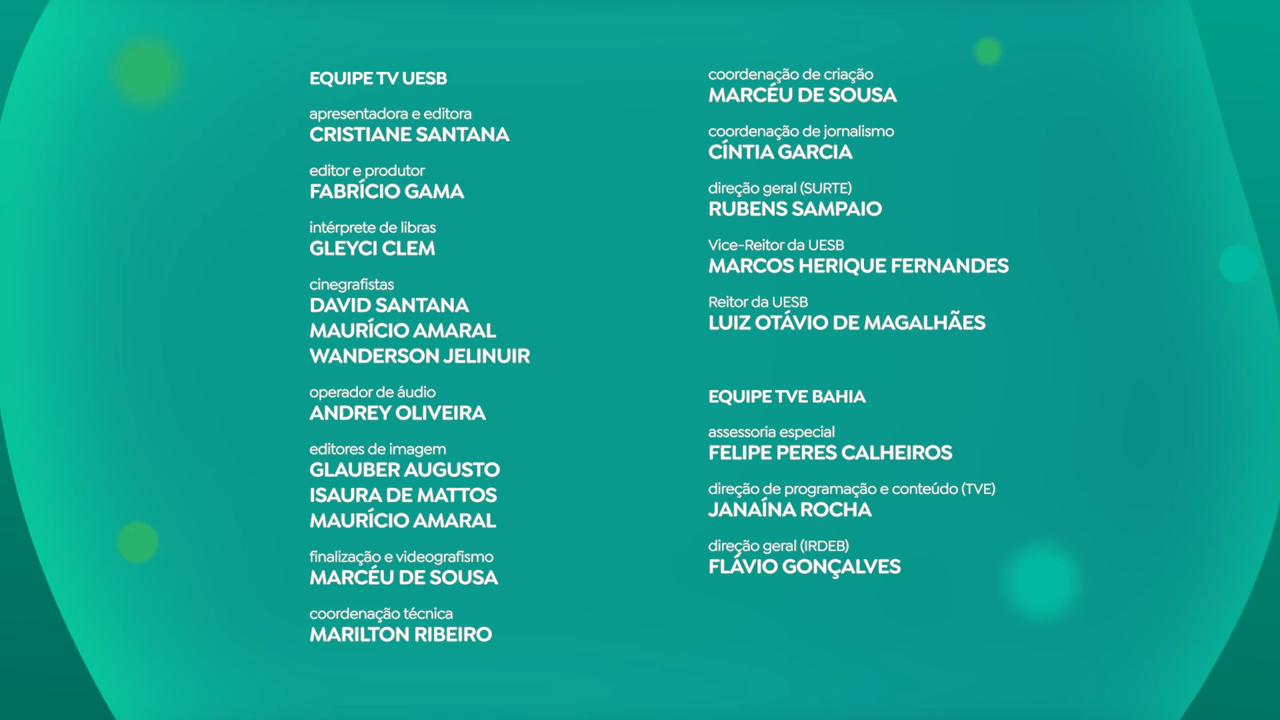 EQUIPE TV UESB
apresentadora e editora
CRISTIANE SANTANA
editor e produtor
FABRÍCIO GAMA
intérprete de libras
GLEYCI CLEM
cinegrafistas
DAVID SANTANA
MAURÍCIO AMARAL
WANDERSON JELINUIR
operador de áudio
ANDREY OLIVEIRA
editores de imagem
GLAUBER AUGUSTO
ISAURA DE MATTOS
MAURÍCIO AMARAL
finalização e videografismo
MARCÉU DE SOUSA
coordenação técnica
MARILTON RIBEIRO
coordenação de criação
MARCÉU DE SOUSA
coordenação de jornalismo
CÍNTIA GARCIA
direção geral (SURTE)
RUBENS SAMPAIO
Vice-Reitor da UESB
MARCOS HERIQUE FERNANDES
Reitor da UESB
LUIZ OTÁVIO DE MAGALHÃES
EQUIPE TVE BAHIA
assessoria especial
FELIPE PERES CALHEIROS
direção de programação e conteúdo (TVE)
JANAÍNA ROCHA
direção geral (IRDEB)
FLÁVIO GONÇALVES